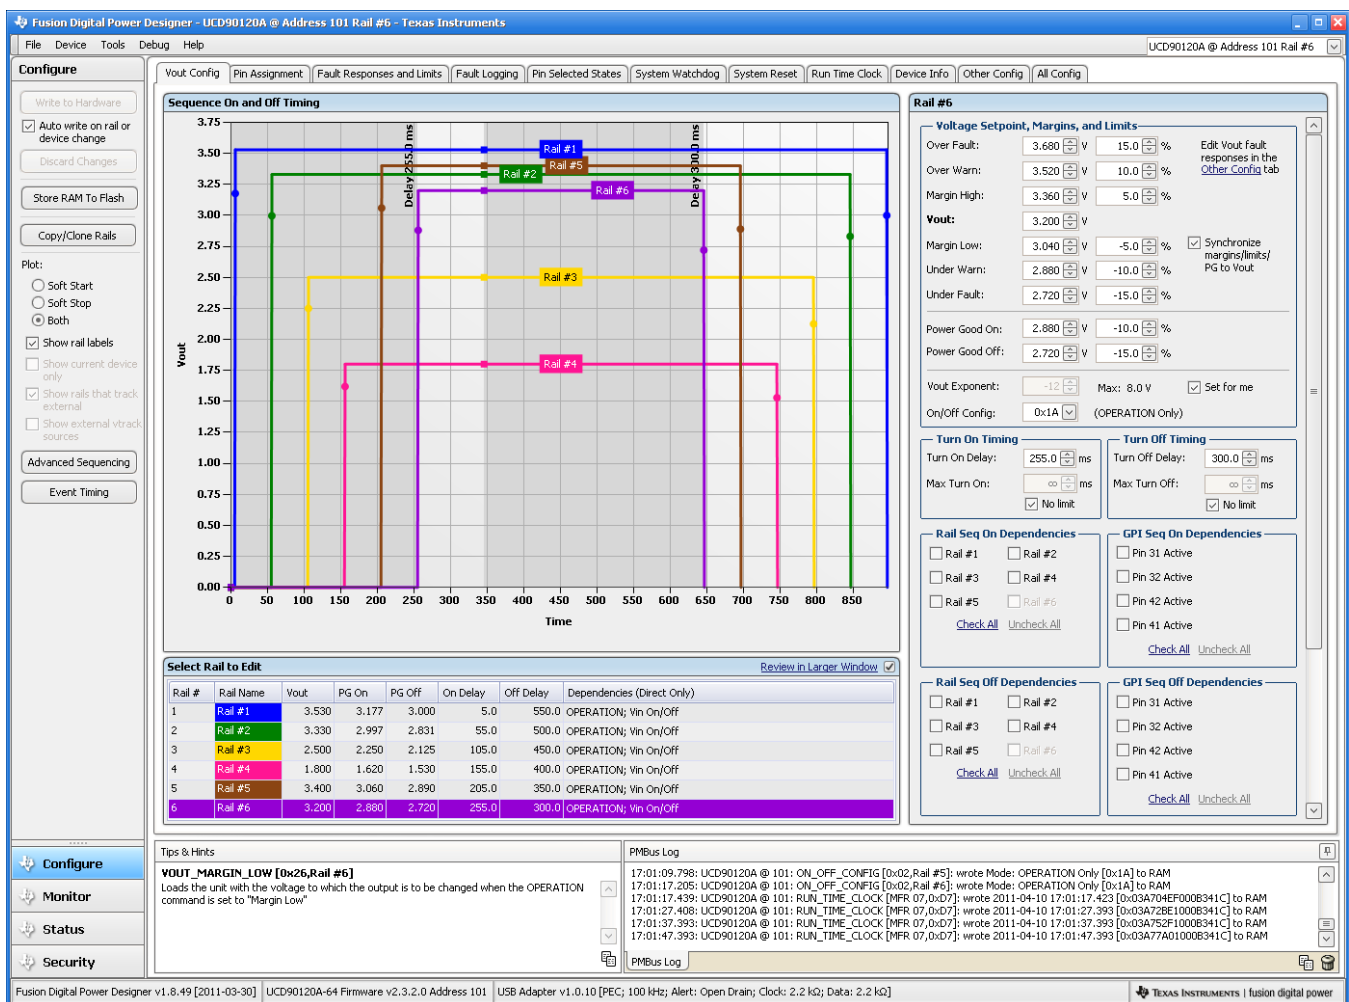 Fusion Digital Power Designer - UCD90120A @ Address 101 Rail #6 - Texas Instruments
File Device Tools Debug Help
UCD90120A @ Address 101 Rail #6
Configure
Write to Hardware
Auto write on rail or
device change
Discard Changes
Store RAM To Flash
Copy/Clone Rails
Plot:
Soft Start
Soft Stop
Both
Show rail labels
Show current device
only
Show rails that track
external
Show external vtrack
sources
Advanced Sequencing
Event Timing
Vout Config Pin Assignment Fault Responses and Limits Fault Logging Pin Selected States System Watchdog System Reset Run Time Clock Device Info Other Config All Config
Sequence On and Off Timing
3.75
3.50
3.25
3.00
2.75
2.50
2.25
2.00
1.75
1.50
1.25
1.00
0.75
0.50
0.25
0.00
Vout
Delay 255.0 ms
Delay 300.0 ms
Rail #1
Rail #5
Rail #2
Rail #6
Rail #3
Rail #4
0 50 100 150 200 250 300 350 400 450 500 550 600 650 700 750 800 850
Time
Select Rail to Edit
Review in Larger Window
Rail # Rail Name Vout PG On PG Off On Delay Off Delay Dependencies (Direct Only)
1 Rail #1 3.530 3.177 3.000 5.0 550.0 OPERATION; Vin On/Off
2 Rail #2 3.330 2.997 2.831 55.0 500.0 OPERATION; Vin On/Off
3 Rail #3 2.500 2.250 2.125 105.0 450.0 OPERATION; Vin On/Off
4 Rail #4 1.800 1.620 1.530 155.0 400.0 OPERATION; Vin On/Off
5 Rail #5 3.400 3.060 2.890 205.0 350.0 OPERATION; Vin On/Off
6 Rail #6 3.200 2.880 2.720 255.0 300.0 OPERATION; Vin On/Off
Rail #6
Voltage Setpoint, Margins, and Limits
Over Fault: 3.680 V 15.0 %
Over Warn: 3.520 V 10.0 %
Margin High: 3.360 V 5.0 %
Edit Vout fault
responses in the
Other Config tab
Vout: 3.200 V
Margin Low: 3.040 V -5.0 %
Under Warn: 2.880 V -10.0 %
Under Fault: 2.720 V -15.0 %
Synchronize
margins/limits/
PG to Vout
Power Good On: 2.880 V -10.0 %
Power Good Off: 2.720 V -15.0 %
Vout Exponent: -12 Max: 8.0 V Set for me
On/Off Config: 0x1A (OPERATION Only)
Turn On Timing
Turn On Delay: 255.0 ms
Max Turn On: ∞ ms
No limit
Turn Off Timing
Turn Off Delay: 300.0 ms
Max Turn Off: ∞ ms
No limit
Rail Seq On Dependencies
Rail #1 Rail #2
Rail #3 Rail #4
Rail #5 Rail #6
Check All Uncheck All
GPI Seq On Dependencies
Pin 31 Active
Pin 32 Active
Pin 42 Active
Pin 41 Active
Check All Uncheck All
Rail Seq Off Dependencies
Rail #1 Rail #2
Rail #3 Rail #4
Rail #5 Rail #6
Check All Uncheck All
GPI Seq Off Dependencies
Pin 31 Active
Pin 32 Active
Pin 42 Active
Pin 41 Active
Check All Uncheck All
Configure
Monitor
Status
Security
Tips & Hints
VOUT_MARGIN_LOW [0x26,Rail #6]
Loads the unit with the voltage to which the output is to be changed when the OPERATION
command is set to "Margin Low"
PMBus Log
17:01:09.798: UCD90120A @ 101: ON_OFF_CONFIG [0x02,Rail #5]: wrote Mode: OPERATION Only [0x1A] to RAM
17:01:17.205: UCD90120A @ 101: ON_OFF_CONFIG [0x02,Rail #6]: wrote Mode: OPERATION Only [0x1A] to RAM
17:01:17.439: UCD90120A @ 101: RUN_TIME_CLOCK [MFR 07,0xD7]: wrote 2011-04-10 17:01:17.423 [0x03A704EF000B341C] to RAM
17:01:27.408: UCD90120A @ 101: RUN_TIME_CLOCK [MFR 07,0xD7]: wrote 2011-04-10 17:01:27.393 [0x03A72BE1000B341C] to RAM
17:01:37.393: UCD90120A @ 101: RUN_TIME_CLOCK [MFR 07,0xD7]: wrote 2011-04-10 17:01:37.393 [0x03A752F1000B341C] to RAM
17:01:47.393: UCD90120A @ 101: RUN_TIME_CLOCK [MFR 07,0xD7]: wrote 2011-04-10 17:01:47.393 [0x03A77A01000B341C] to RAM
PMBus Log
Fusion Digital Power Designer v1.8.49 [2011-03-30] UCD90120A-64 Firmware v2.3.2.0 Address 101 USB Adapter v1.0.10 [PEC; 100 kHz; Alert: Open Drain; Clock: 2.2 kΩ; Data: 2.2 kΩ] TEXAS INSTRUMENTS | fusion digital power